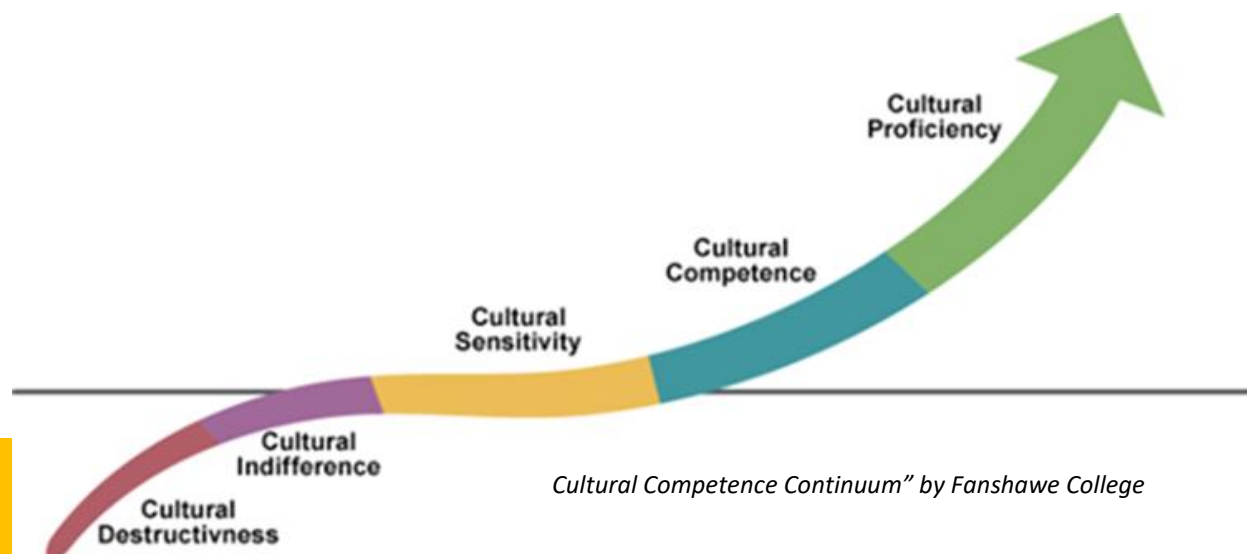 Cultural
Proficiency
Cultural
Competence
Cultural
Sensitivity
Cultural
Indifference
Cultural
Destructivness
Cultural Competence Continuum” by Fanshawe College